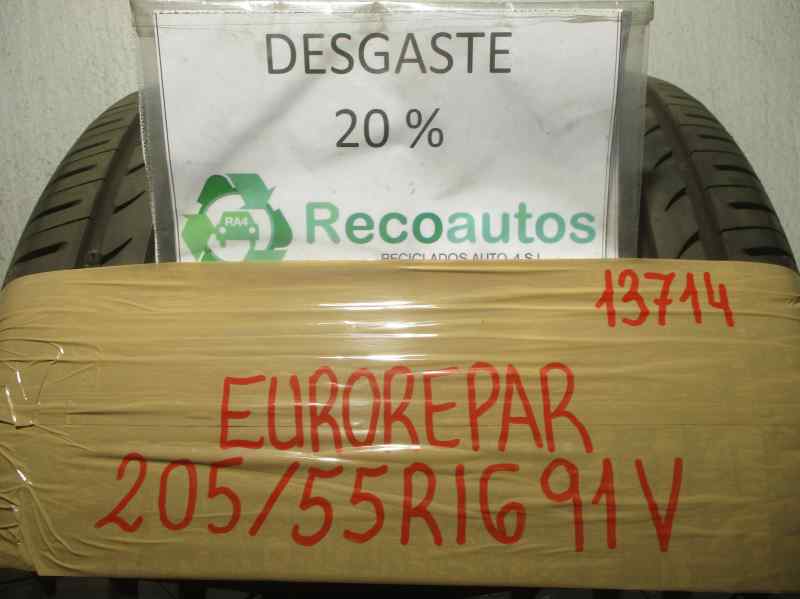 DESGASTE
20 %
RA4
Recoautos
RECICLADOS AUTO 4 S.L.
13714
EUROREPAR
205/55R16 91V